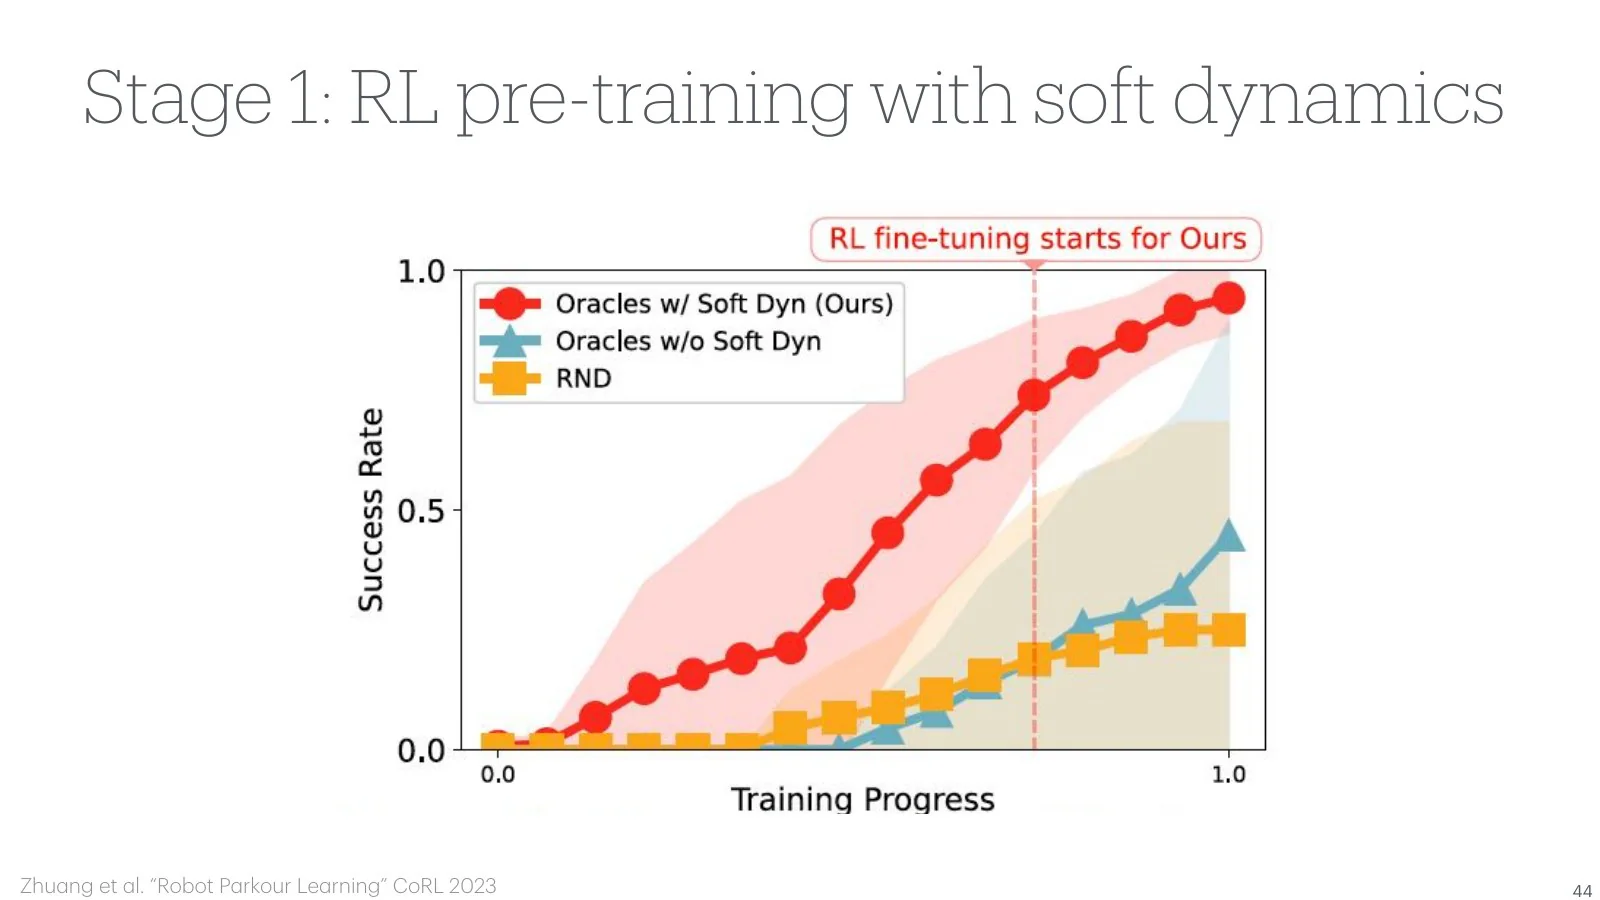 Stage 1: RL pre-training with soft dynamics
RL fine-tuning starts for Ours
1.0
Oracles w/ Soft Dyn (Ours)
Oracles w/o Soft Dyn
RND
Success Rate
0.5
0.0
0.0
1.0
Training Progress
Zhuang et al. “Robot Parkour Learning” CoRL 2023
44